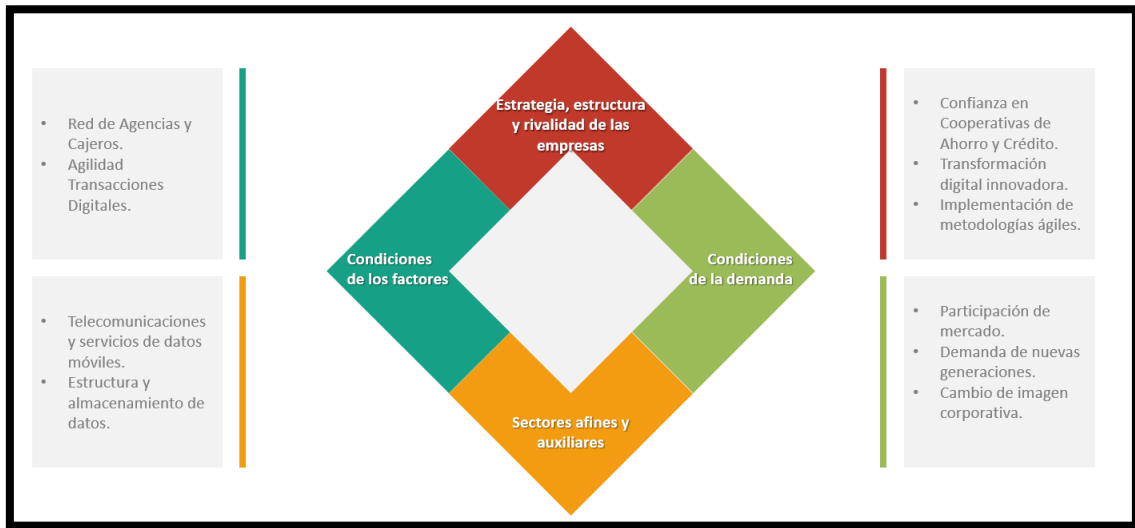 • Red de Agencias y
Cajeros.
• Agilidad
Transacciones
Digitales.
• Telecomunicaciones
y servicios de datos
móviles.
• Estructura y
almacenamiento de
datos.
Estrategia, estructura
y rivalidad de las
empresas
Condiciones
de los factores
Condiciones
de la demanda
Sectores afines y
auxiliares
• Confianza en
Cooperativas de
Ahorro y Crédito.
• Transformación
digital innovadora.
• Implementación de
metodologías ágiles.
• Participación de
mercado.
• Demanda de nuevas
generaciones.
• Cambio de imagen
corporativa.